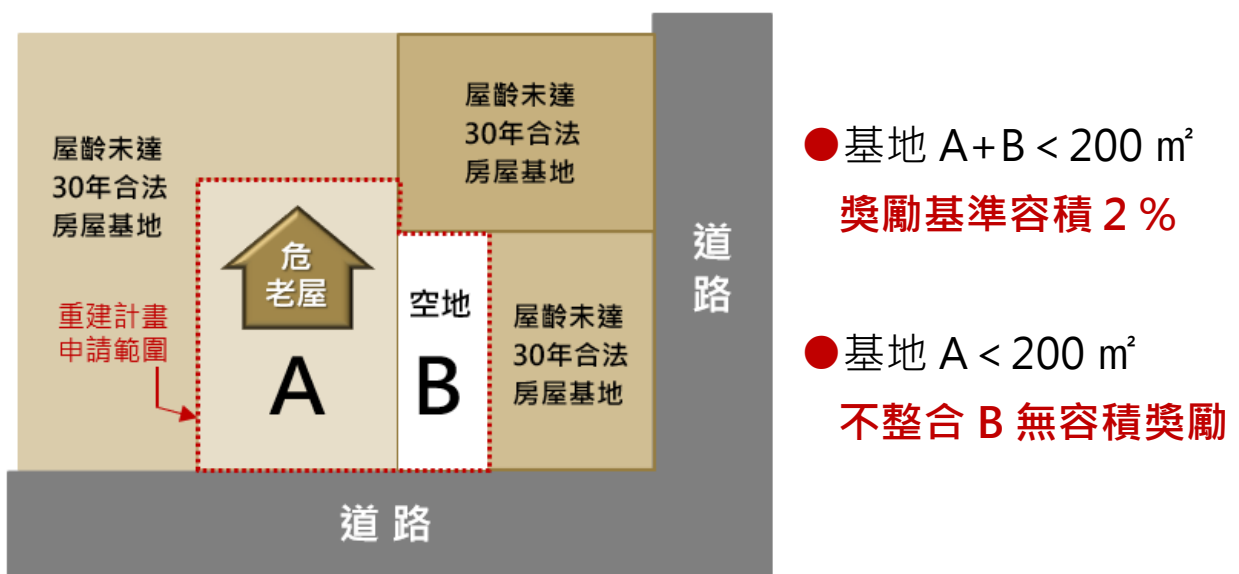 屋齡未達
30年合法
房屋基地
屋齡未達
30年合法
房屋基地
危
老屋
A
空地
B
屋齡未達
30年合法
房屋基地
重建計畫
申請範圍
道
路
道 路
●基地 A+B < 200 ㎡
獎勵基準容積 2 %
●基地 A < 200 ㎡
不整合 B 無容積獎勵